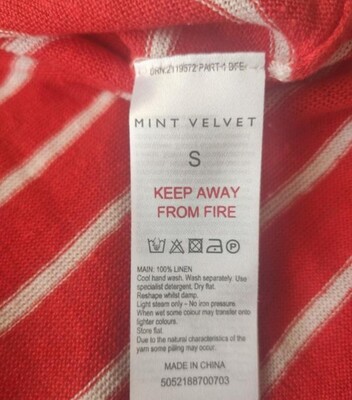 MINT VELVET
S
KEEP AWAY
FROM FIRE
MAIN: 100% LINEN
Cool hand wash. Wash separately. Use
specialist detergent. Dry flat.
Reshape whilst damp.
Light steam only – No iron pressure.
When wet some colour may transfer onto
lighter colours.
Store flat.
Due to the natural characteristics of the
yarn some piling may occur.
MADE IN CHINA
5052188700703